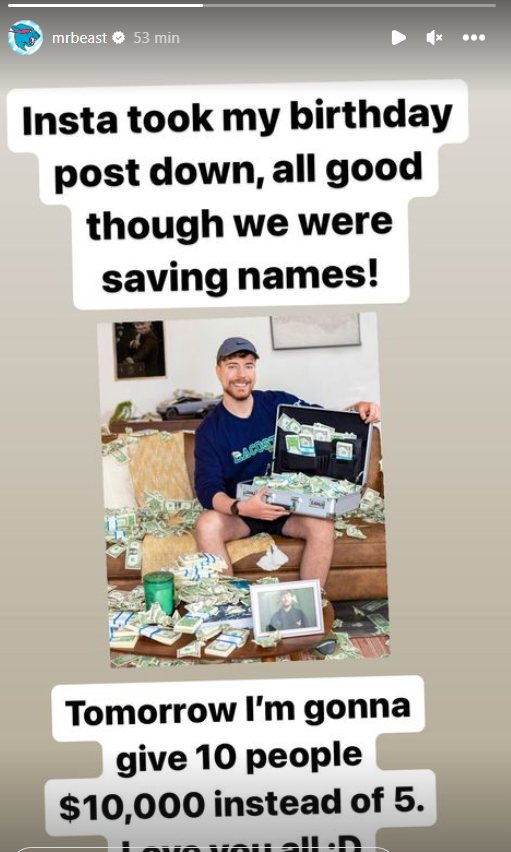 mrbeast 53 min
Insta took my birthday
post down, all good
though we were
saving names!
LACOSTE
Tomorrow I'm gonna
give 10 people
$10,000 instead of 5.
Love you all :D